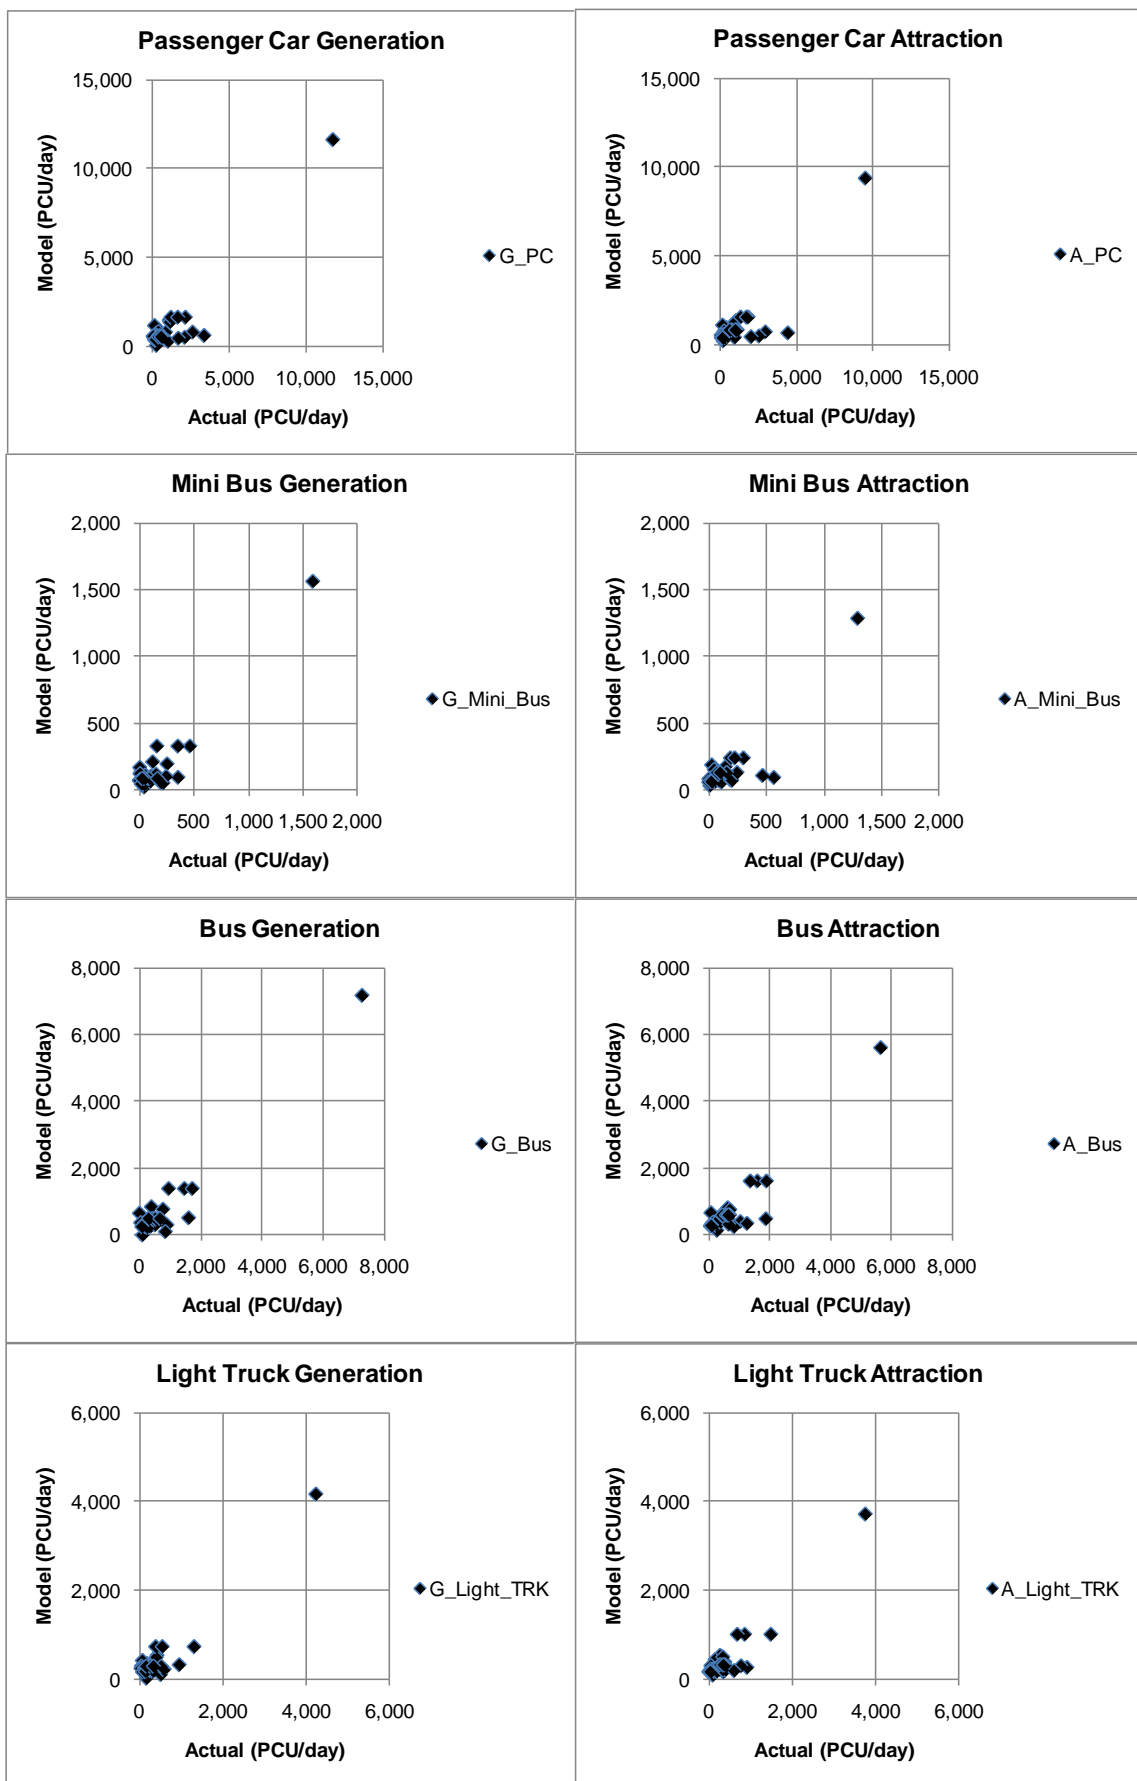 Passenger Car Generation
15,000
10,000
5,000
0
0 5,000 10,000 15,000
Model (PCU/day)
Actual (PCU/day)
G_PC
Passenger Car Attraction
15,000
10,000
5,000
0
0 5,000 10,000 15,000
Model (PCU/day)
Actual (PCU/day)
A_PC
Mini Bus Generation
2,000
1,500
1,000
500
0
0 500 1,000 1,500 2,000
Model (PCU/day)
Actual (PCU/day)
G_Mini_Bus
Mini Bus Attraction
2,000
1,500
1,000
500
0
0 500 1,000 1,500 2,000
Model (PCU/day)
Actual (PCU/day)
A_Mini_Bus
Bus Generation
8,000
6,000
4,000
2,000
0
0 2,000 4,000 6,000 8,000
Model (PCU/day)
Actual (PCU/day)
G_Bus
Bus Attraction
8,000
6,000
4,000
2,000
0
0 2,000 4,000 6,000 8,000
Model (PCU/day)
Actual (PCU/day)
A_Bus
Light Truck Generation
6,000
4,000
2,000
0
0 2,000 4,000 6,000
Model (PCU/day)
Actual (PCU/day)
G_Light_TRK
Light Truck Attraction
6,000
4,000
2,000
0
0 2,000 4,000 6,000
Model (PCU/day)
Actual (PCU/day)
A_Light_TRK